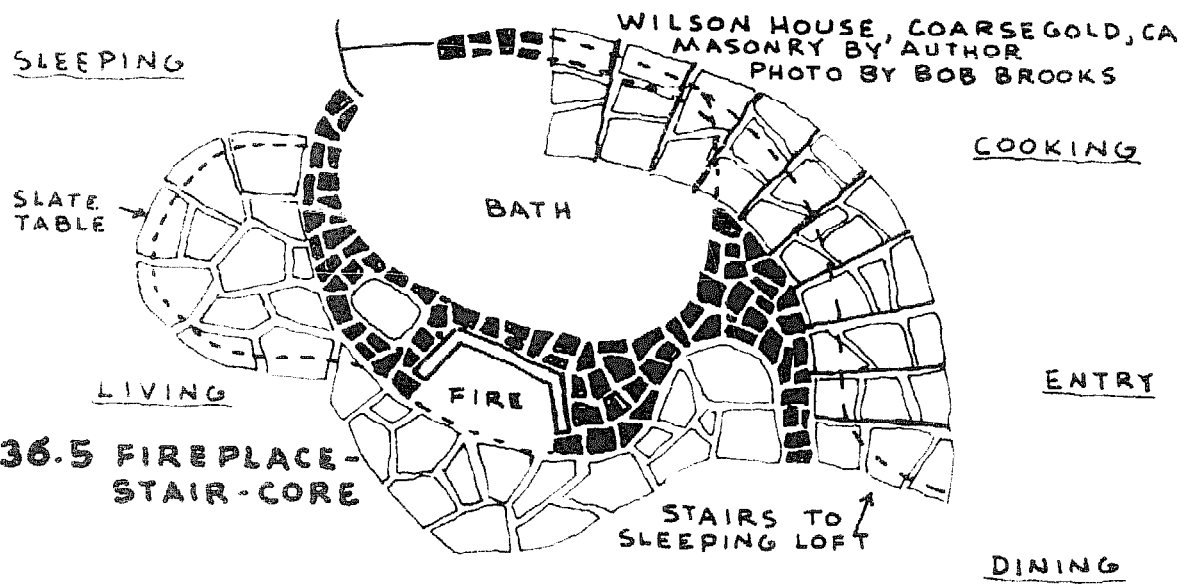 WILSON HOUSE, COARSEGOLD, CA
MASONRY BY AUTHOR
PHOTO BY BOB BROOKS
SLEEPING
COOKING
SLATE
TABLE
BATH
LIVING
FIRE
ENTRY
36.5 FIREPLACE-
STAIR-CORE
STAIRS TO
SLEEPING LOFT
DINING